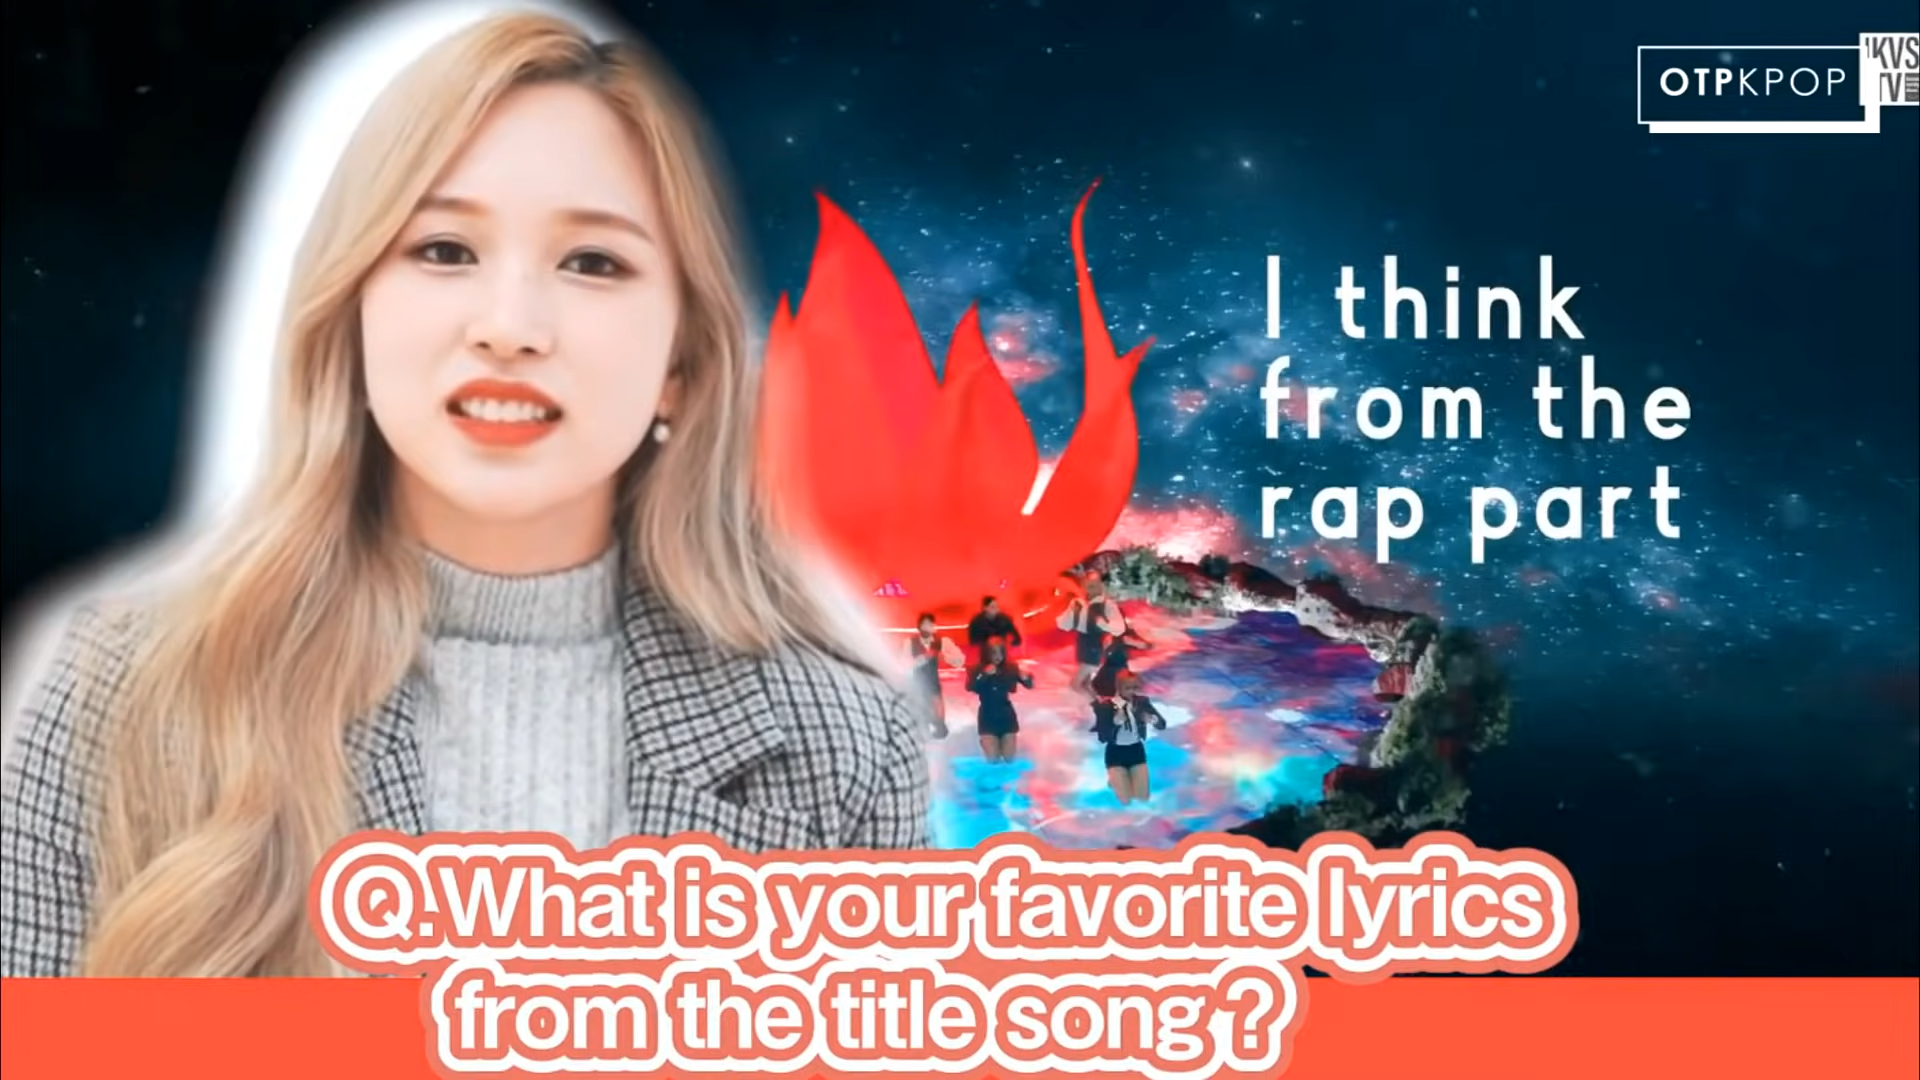 OTPKPOP
KVS
TV
I think
from the
rap part
Q.What is your favorite lyrics
from the title song ?